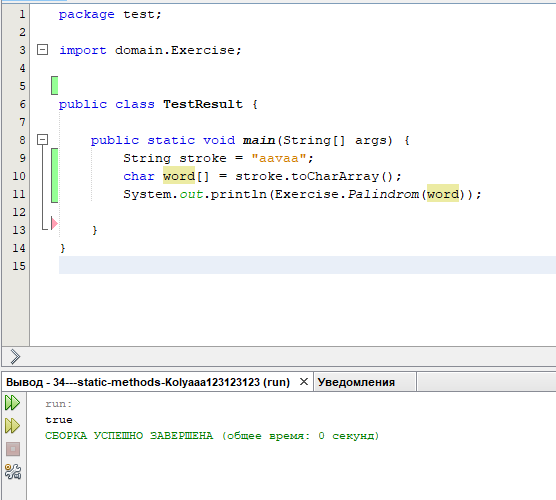 1 package test;
2
3 import domain.Exercise;
4
5
6 public class TestResult {
7
8 public static void main(String[] args) {
9 String stroke = "aavaa";
10 char word[] = stroke.toCharArray();
11 System.out.println(Exercise.Palindrom(word));
12
13 }
14 }
15
Вывод - 34---static-methods-Kolyaaa123123123 (run) × Уведомления
run:
true
СБОРКА УСПЕШНО ЗАВЕРШЕНА (общее время: 0 секунд)